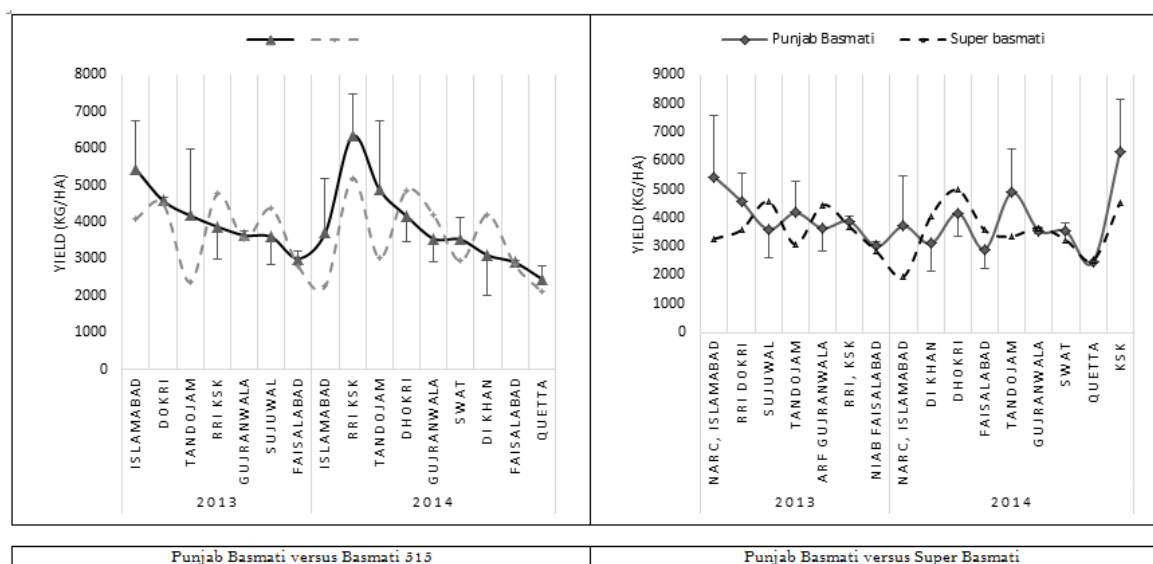 Punjab Basmati
Super basmati
YIELD (KG/HA)
8000
7000
6000
5000
4000
3000
2000
1000
0
ISLAMABAD
DOKRI
TANDOJAM
RRI KSK
GUJRANWALA
SUJUWAL
FAISALABAD
ISLAMABAD
RRI KSK
TANDOJAM
DHOKRI
GUJRANWALA
SWAT
DI KHAN
FAISALABAD
QUETTA
2013
2014
YIELD (KG/HA)
9000
8000
7000
6000
5000
4000
3000
2000
1000
0
NARC, ISLAMABAD
RRI DOKRI
SUJUWAL
TANDOJAM
ARF GUJRANWALA
RRI, KSK
NIAB FAISALABAD
NARC, ISLAMABAD
DI KHAN
DHOKRI
FAISALABAD
TANDOJAM
GUJRANWALA
SWAT
QUETTA
KSK
2013
2014
Punjab Basmati versus Basmati 515
Punjab Basmati versus Super Basmati